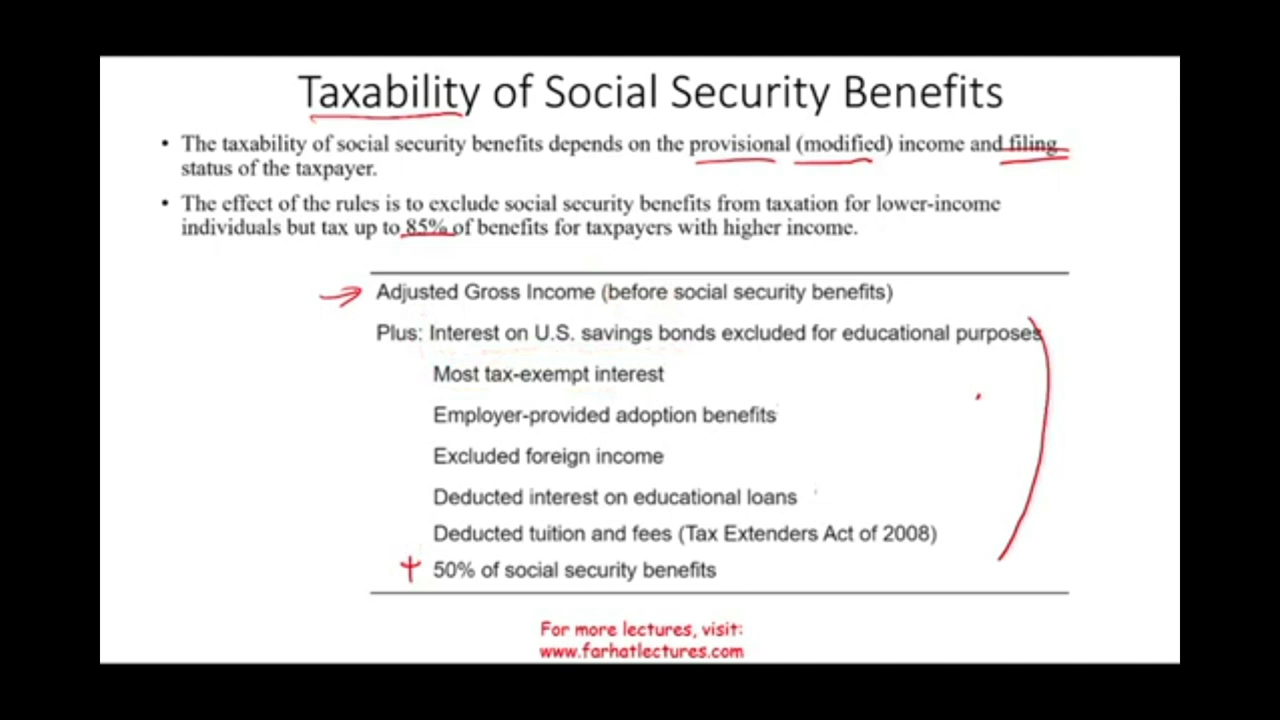 Taxability of Social Security Benefits
• The taxability of social security benefits depends on the provisional (modified) income and filing
status of the taxpayer.
• The effect of the rules is to exclude social security benefits from taxation for lower-income
individuals but tax up to 85% of benefits for taxpayers with higher income.
Adjusted Gross Income (before social security benefits)
Plus: Interest on U.S. savings bonds excluded for educational purposes
Most tax-exempt interest
Employer-provided adoption benefits
Excluded foreign income
Deducted interest on educational loans
Deducted tuition and fees (Tax Extenders Act of 2008)
+ 50% of social security benefits
For more lectures, visit:
www.farhatlectures.com